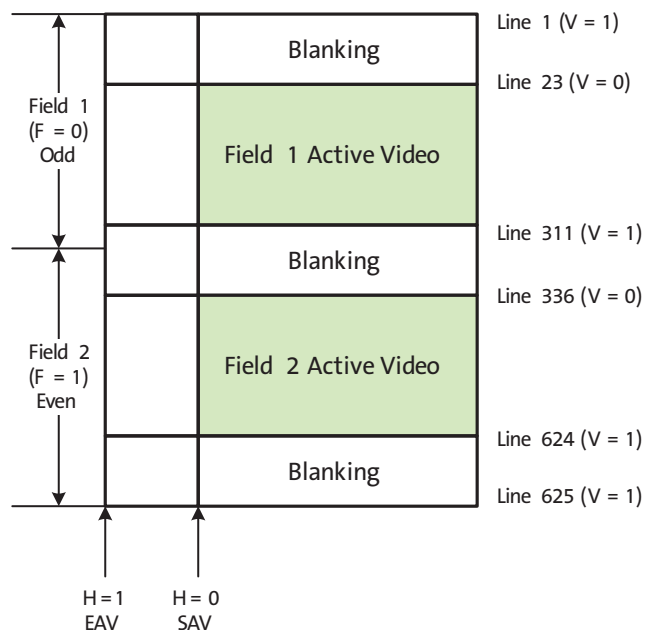 Line 1 (V = 1)
Blanking
Line 23 (V = 0)
Field 1
(F = 0)
Odd
Field 1 Active Video
Line 311 (V = 1)
Blanking
Line 336 (V = 0)
Field 2
(F = 1)
Even
Field 2 Active Video
Line 624 (V = 1)
Blanking
Line 625 (V = 1)
H = 1
EAV
H = 0
SAV